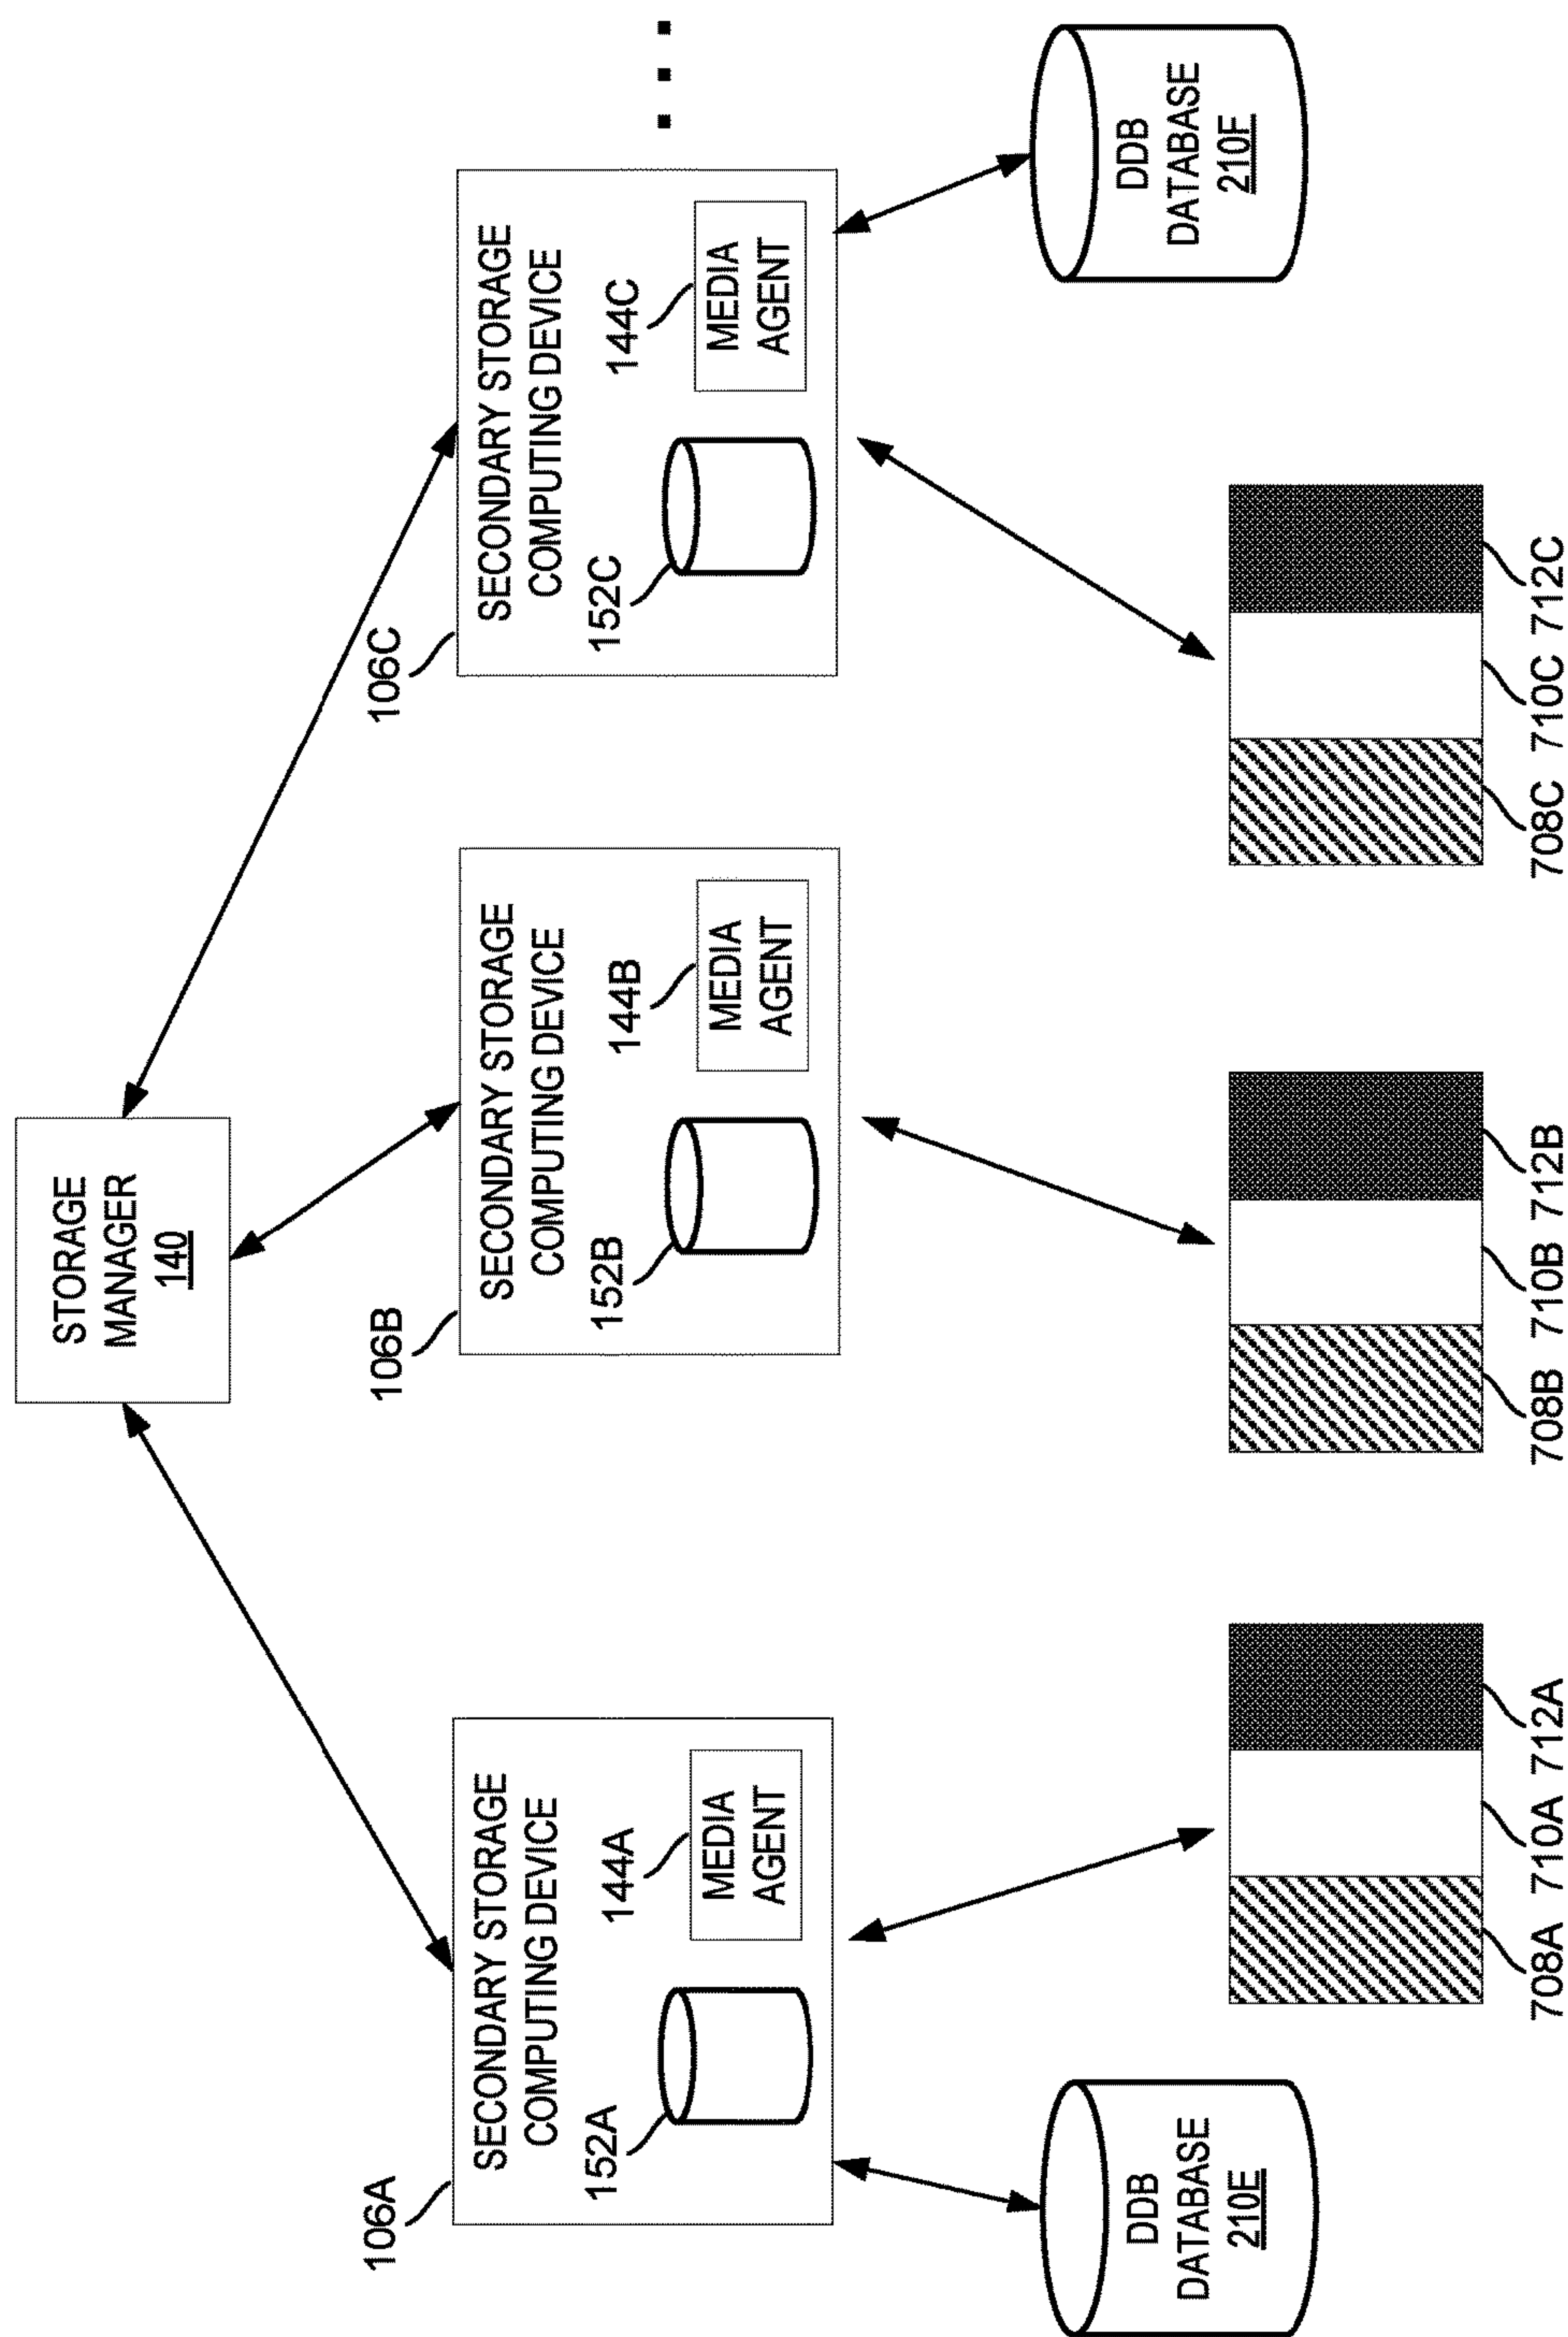 STORAGE
MANAGER
140
106A
SECONDARY STORAGE
COMPUTING DEVICE
152A
144A
MEDIA
AGENT
106B
SECONDARY STORAGE
COMPUTING DEVICE
152B
144B
MEDIA
AGENT
106C
SECONDARY STORAGE
COMPUTING DEVICE
152C
144C
MEDIA
AGENT
DDB
DATABASE
210E
DDB
DATABASE
210F
708A 710A 712A
708B 710B 712B
708C 710C 712C